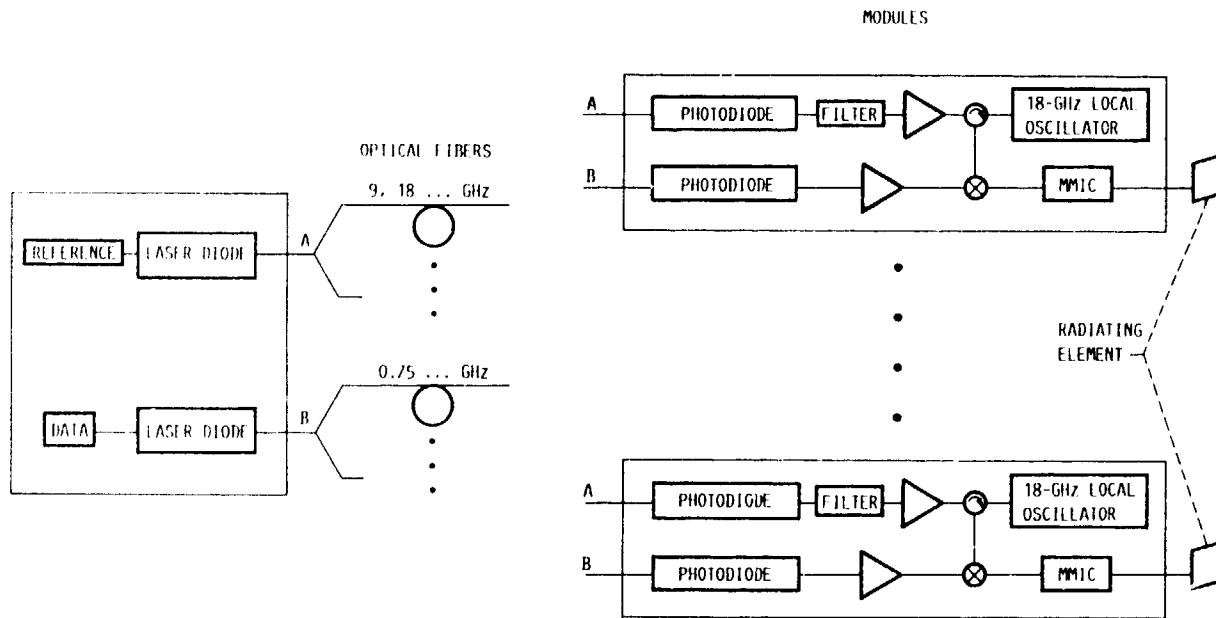 MODULES
OPTICAL FIBERS
9, 18 ... GHz
REFERENCE
LASER DIODE
A
0.75 ... GHz
DATA
LASER DIODE
B
A
PHOTODIODE
FILTER
18-GHz LOCAL
OSCILLATOR
B
PHOTODIODE
MMIC
RADIATING
ELEMENT
A
PHOTODIGDE
FILTER
18-GHz LOCAL
OSCILLATOR
B
PHOTODIODE
MMIC